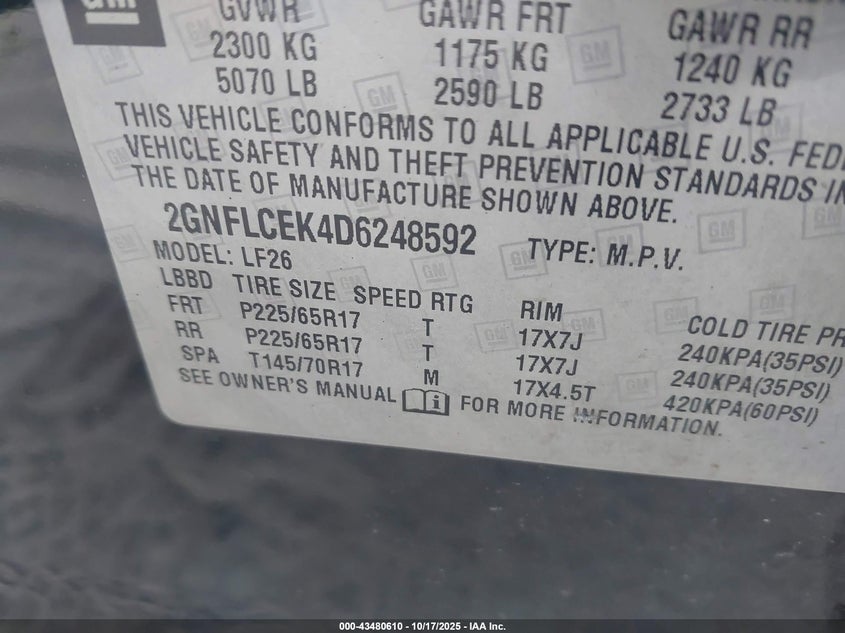 GM
GVWR GAWR FRT GAWR RR
2300 KG 1175 KG 1240 KG
5070 LB 2590 LB 2733 LB
THIS VEHICLE CONFORMS TO ALL APPLICABLE U.S.
VEHICLE SAFETY AND THEFT PREVENTION STANDARDS
THE DATE OF MANUFACTURE SHOWN ABOVE.
2GNFLCEK4D6248592 TYPE: M.P.V.
MODEL: LF26
LBBD TIRE SIZE SPEED RTG RIM COLD TIRE
FRT P225/65R17 T 17X7J 240KPA(35PSI)
RR P225/65R17 T 17X7J 240KPA(35PSI)
SPA T145/70R17 M 17X4.5T 420KPA(60PSI)
SEE OWNER'S MANUAL FOR MORE INFORMATION.
000-43480610 - 10/17/2025 - IAA Inc.